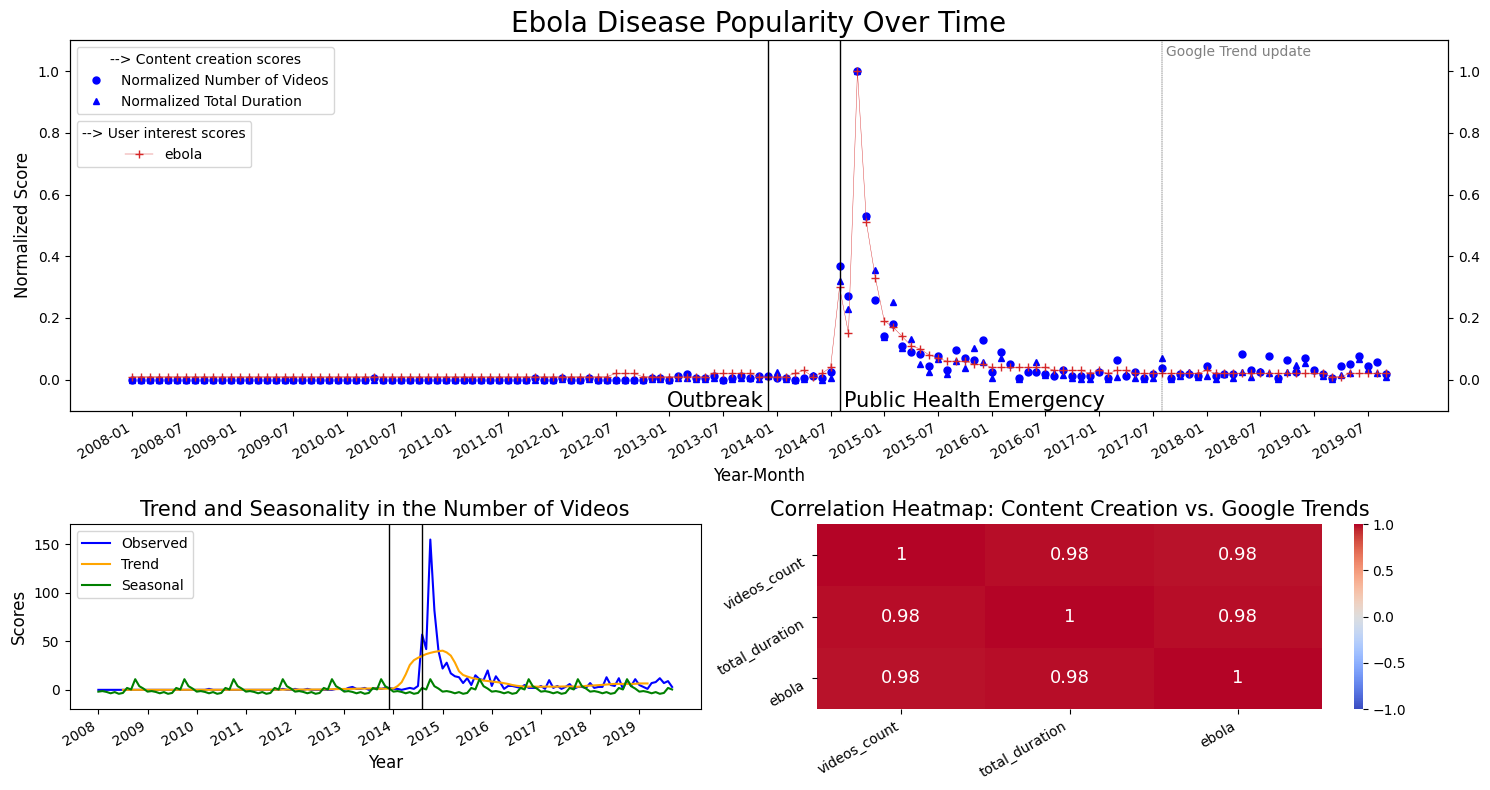 Ebola Disease Popularity Over Time
--> Content creation scores
Normalized Number of Videos
Normalized Total Duration
--> User interest scores
ebola
Google Trend update
Normalized Score
1.0
0.8
0.6
0.4
0.2
0.0
1.0
0.8
0.6
0.4
0.2
0.0
Outbreak
Public Health Emergency
2008-01 2008-07 2009-01 2009-07 2010-01 2010-07 2011-01 2011-07 2012-01 2012-07 2013-01 2013-07 2014-01 2014-07 2015-01 2015-07 2016-01 2016-07 2017-01 2017-07 2018-01 2018-07 2019-01 2019-07
Year-Month
Trend and Seasonality in the Number of Videos
Observed
Trend
Seasonal
Scores
150
100
50
0
2008 2009 2010 2011 2012 2013 2014 2015 2016 2017 2018 2019
Year
Correlation Heatmap: Content Creation vs. Google Trends
videos_count
1 0.98 0.98
total_duration
0.98 1 0.98
ebola
0.98 0.98 1
videos_count total_duration ebola
1.0
0.5
0.0
−0.5
−1.0